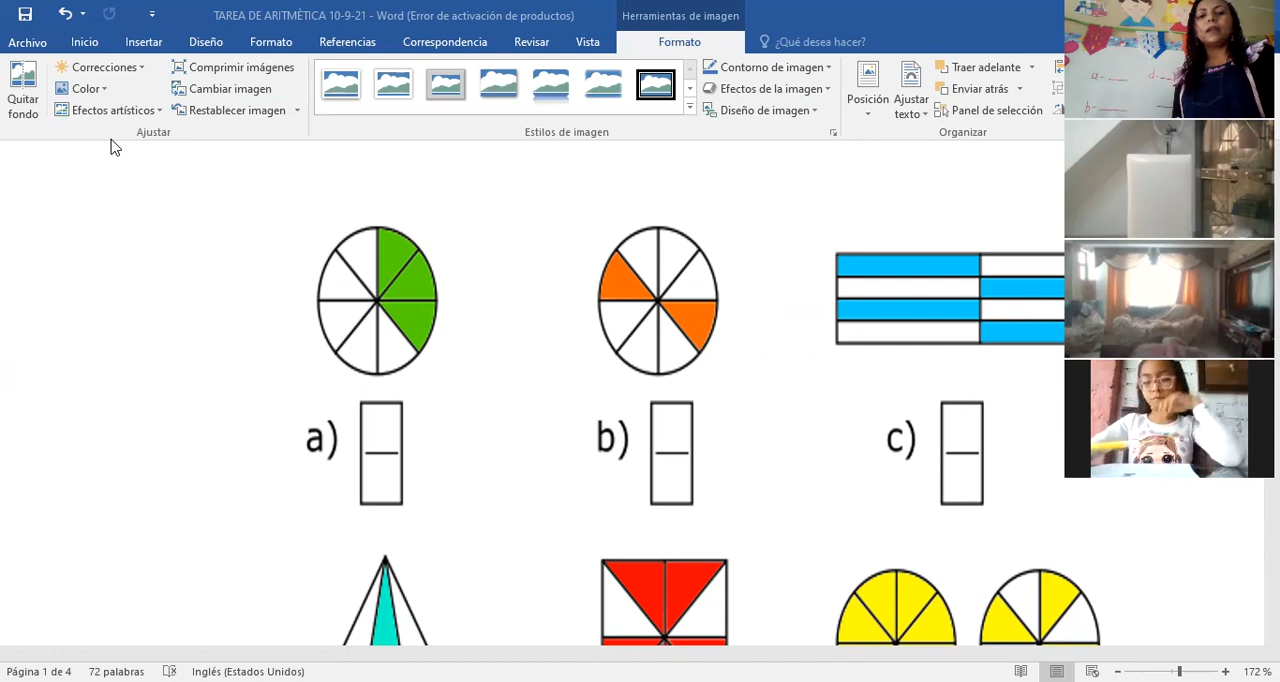 TAREA DE ARITMÈTICA 10-9-21 - Word (Error de activación de productos)
Herramientas de imagen
Archivo Inicio Insertar Diseño Formato Referencias Correspondencia Revisar Vista Formato ¿Qué desea hacer?
Quitar fondo
Correcciones
Color
Efectos artísticos
Comprimir imágenes
Cambiar imagen
Restablecer imagen
Ajustar
Estilos de imagen
Contorno de imagen
Efectos de la imagen
Diseño de imagen
Posición
Ajustar texto
Traer adelante
Enviar atrás
Panel de selección
Organizar
a- d-
b-
a) b) c)
Página 1 de 4 72 palabras Inglés (Estados Unidos) 172 %